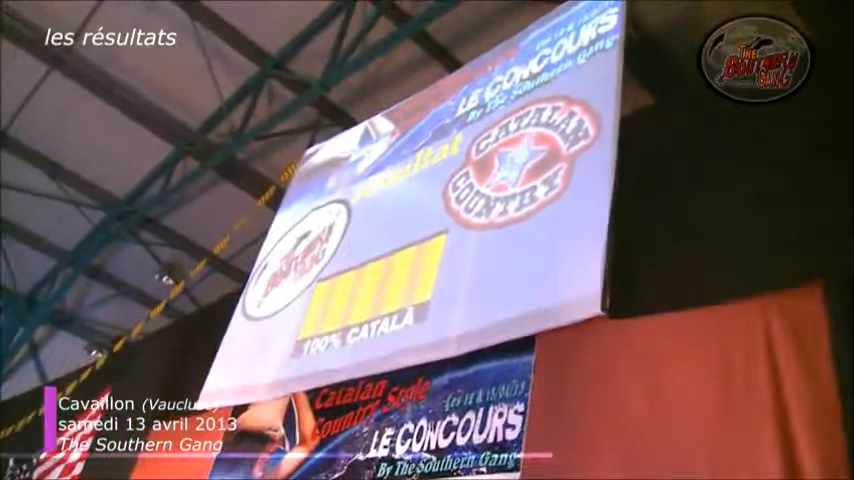 les résultats
THE
SOUTHERN
GANG
LE CONCOURS
By The Southern Gang
résultat
CATALAN
COUNTRY
100% CATALÀ
Catalan
Country Style
LE CONCOURS
By The Southern Gang
Cavaillon (Vaucluse)
samedi 13 avril 2013
The Southern Gang